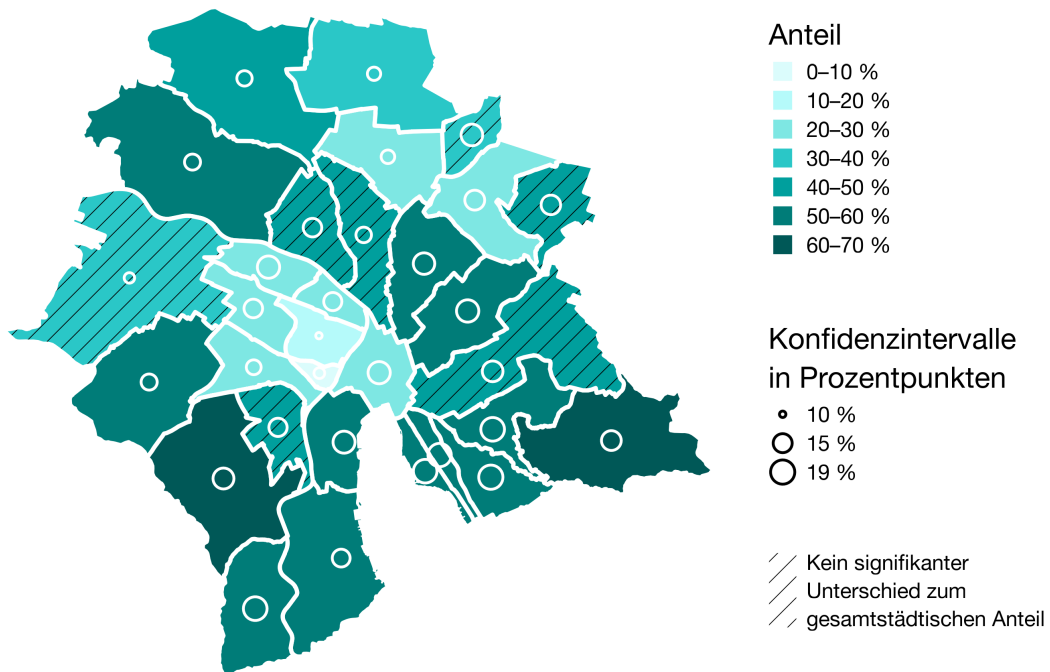 Anteil
0–10 %
10–20 %
20–30 %
30–40 %
40–50 %
50–60 %
60–70 %
Konfidenzintervalle
in Prozentpunkten
10 %
15 %
19 %
Kein signifikanter
Unterschied zum
gesamtstädtischen Anteil